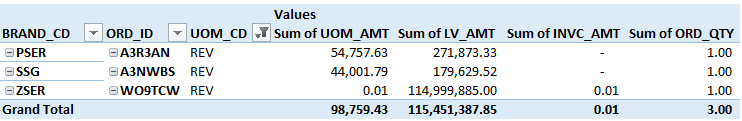 Values
BRAND_CD ORD_ID UOM_CD Sum of UOM_AMT Sum of LV_AMT Sum of INVC_AMT Sum of ORD_QTY
PSER A3R3AN REV 54,757.63 271,873.33 - 1.00
SSG A3NWBS REV 44,001.79 179,629.52 - 1.00
ZSER WO9TCW REV 0.01 114,999,885.00 0.01 1.00
Grand Total 98,759.43 115,451,387.85 0.01 3.00